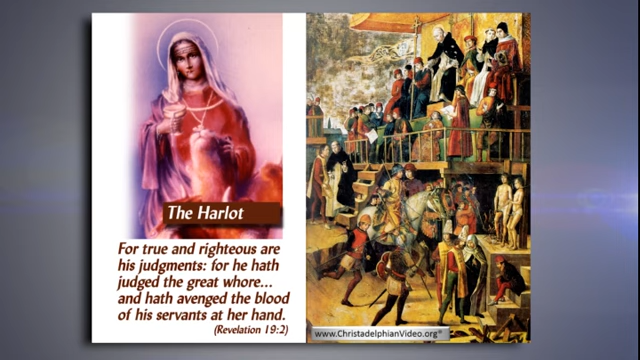 The Harlot
For true and righteous are
his judgments: for he hath
judged the great whore...
and hath avenged the blood
of his servants at her hand.
(Revelation 19:2)
www.ChristadelphianVideo.org®